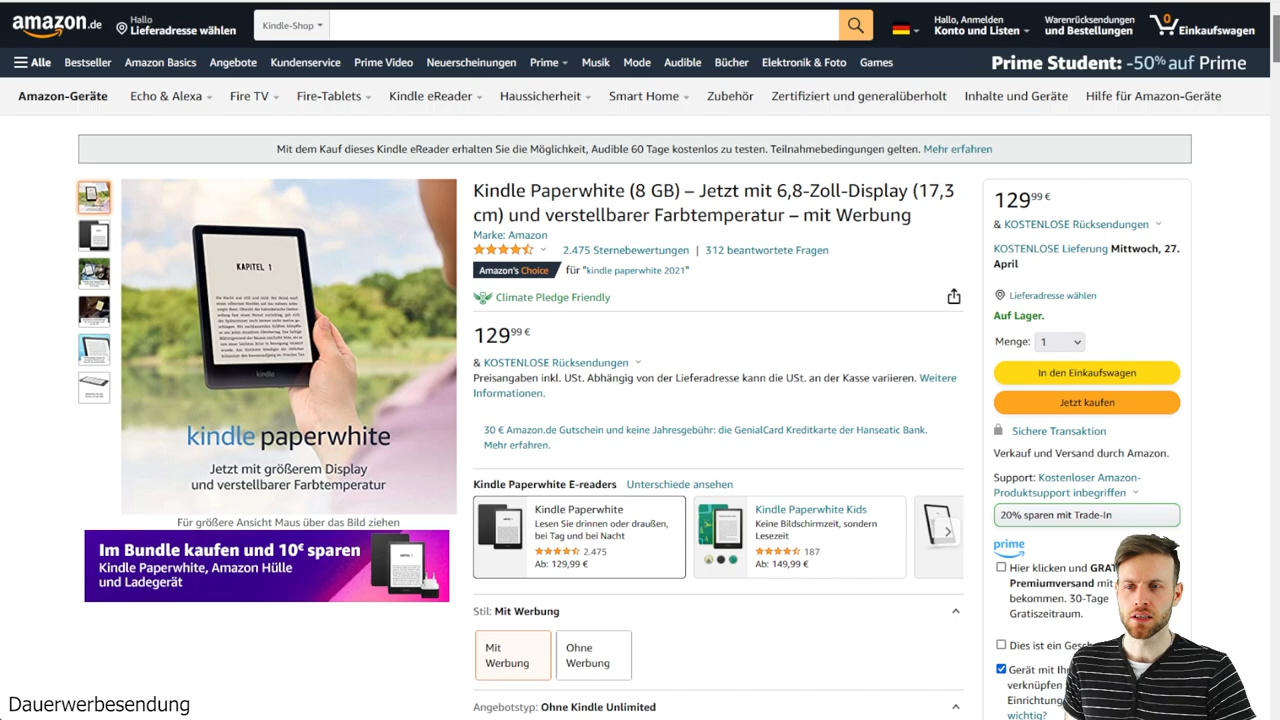 amazon.de
Hallo
Lieferadresse wählen
Kindle-Shop
Hallo, Anmelden
Konto und Listen
Warenrücksendungen
und Bestellungen
0
Einkaufswagen
Alle
Bestseller
Amazon Basics
Angebote
Kundenservice
Prime Video
Neuerscheinungen
Prime
Musik
Mode
Audible
Bücher
Elektronik & Foto
Games
Prime Student: -50% auf Prime
Amazon-Geräte
Echo & Alexa
Fire TV
Fire-Tablets
Kindle eReader
Haussicherheit
Smart Home
Zubehör
Zertifiziert und generalüberholt
Inhalte und Geräte
Hilfe für Amazon-Geräte
Mit dem Kauf dieses Kindle eReader erhalten Sie die Möglichkeit, Audible 60 Tage kostenlos zu testen. Teilnahmebedingungen gelten. Mehr erfahren
KAPITEL 1
kindle
kindle paperwhite
Jetzt mit größerem Display
und verstellbarer Farbtemperatur
Für größere Ansicht Maus über das Bild ziehen
Im Bundle kaufen und 10€ sparen
Kindle Paperwhite, Amazon Hülle
und Ladegerät
Kindle Paperwhite (8 GB) – Jetzt mit 6,8-Zoll-Display (17,3
cm) und verstellbarer Farbtemperatur – mit Werbung
Marke: Amazon
2.475 Sternebewertungen | 312 beantwortete Fragen
Amazon's Choice für "kindle paperwhite 2021"
Climate Pledge Friendly
129,99 €
& KOSTENLOSE Rücksendungen
Preisangaben inkl. USt. Abhängig von der Lieferadresse kann die USt. an der Kasse variieren. Weitere
Informationen.
30 € Amazon.de Gutschein und keine Jahresgebühr: die GenialCard Kreditkarte der Hanseatic Bank.
Mehr erfahren.
Kindle Paperwhite E-readers Unterschiede ansehen
Kindle Paperwhite
Lesen Sie drinnen oder draußen,
bei Tag und bei Nacht
2.475
Ab: 129,99 €
Kindle Paperwhite Kids
Keine Bildschirmzeit, sondern
Lesezeit
187
Ab: 149,99 €
Stil: Mit Werbung
Mit
Werbung
Ohne
Werbung
Angebotstyp: Ohne Kindle Unlimited
129,99 €
& KOSTENLOSE Rücksendungen
KOSTENLOSE Lieferung Mittwoch, 27.
April
Lieferadresse wählen
Auf Lager.
Menge: 1
In den Einkaufswagen
Jetzt kaufen
Sichere Transaktion
Verkauf und Versand durch Amazon.
Support: Kostenloser Amazon-
Produktsupport inbegriffen
20% sparen mit Trade-In
prime
Hier klicken und
Premiumversand mit
bekommen. 30-Tage
Gratiszeitraum.
Dies ist ein
Gerät mit
verknüpfen
Einrichtung
wichtig?
Dauerwerbesendung